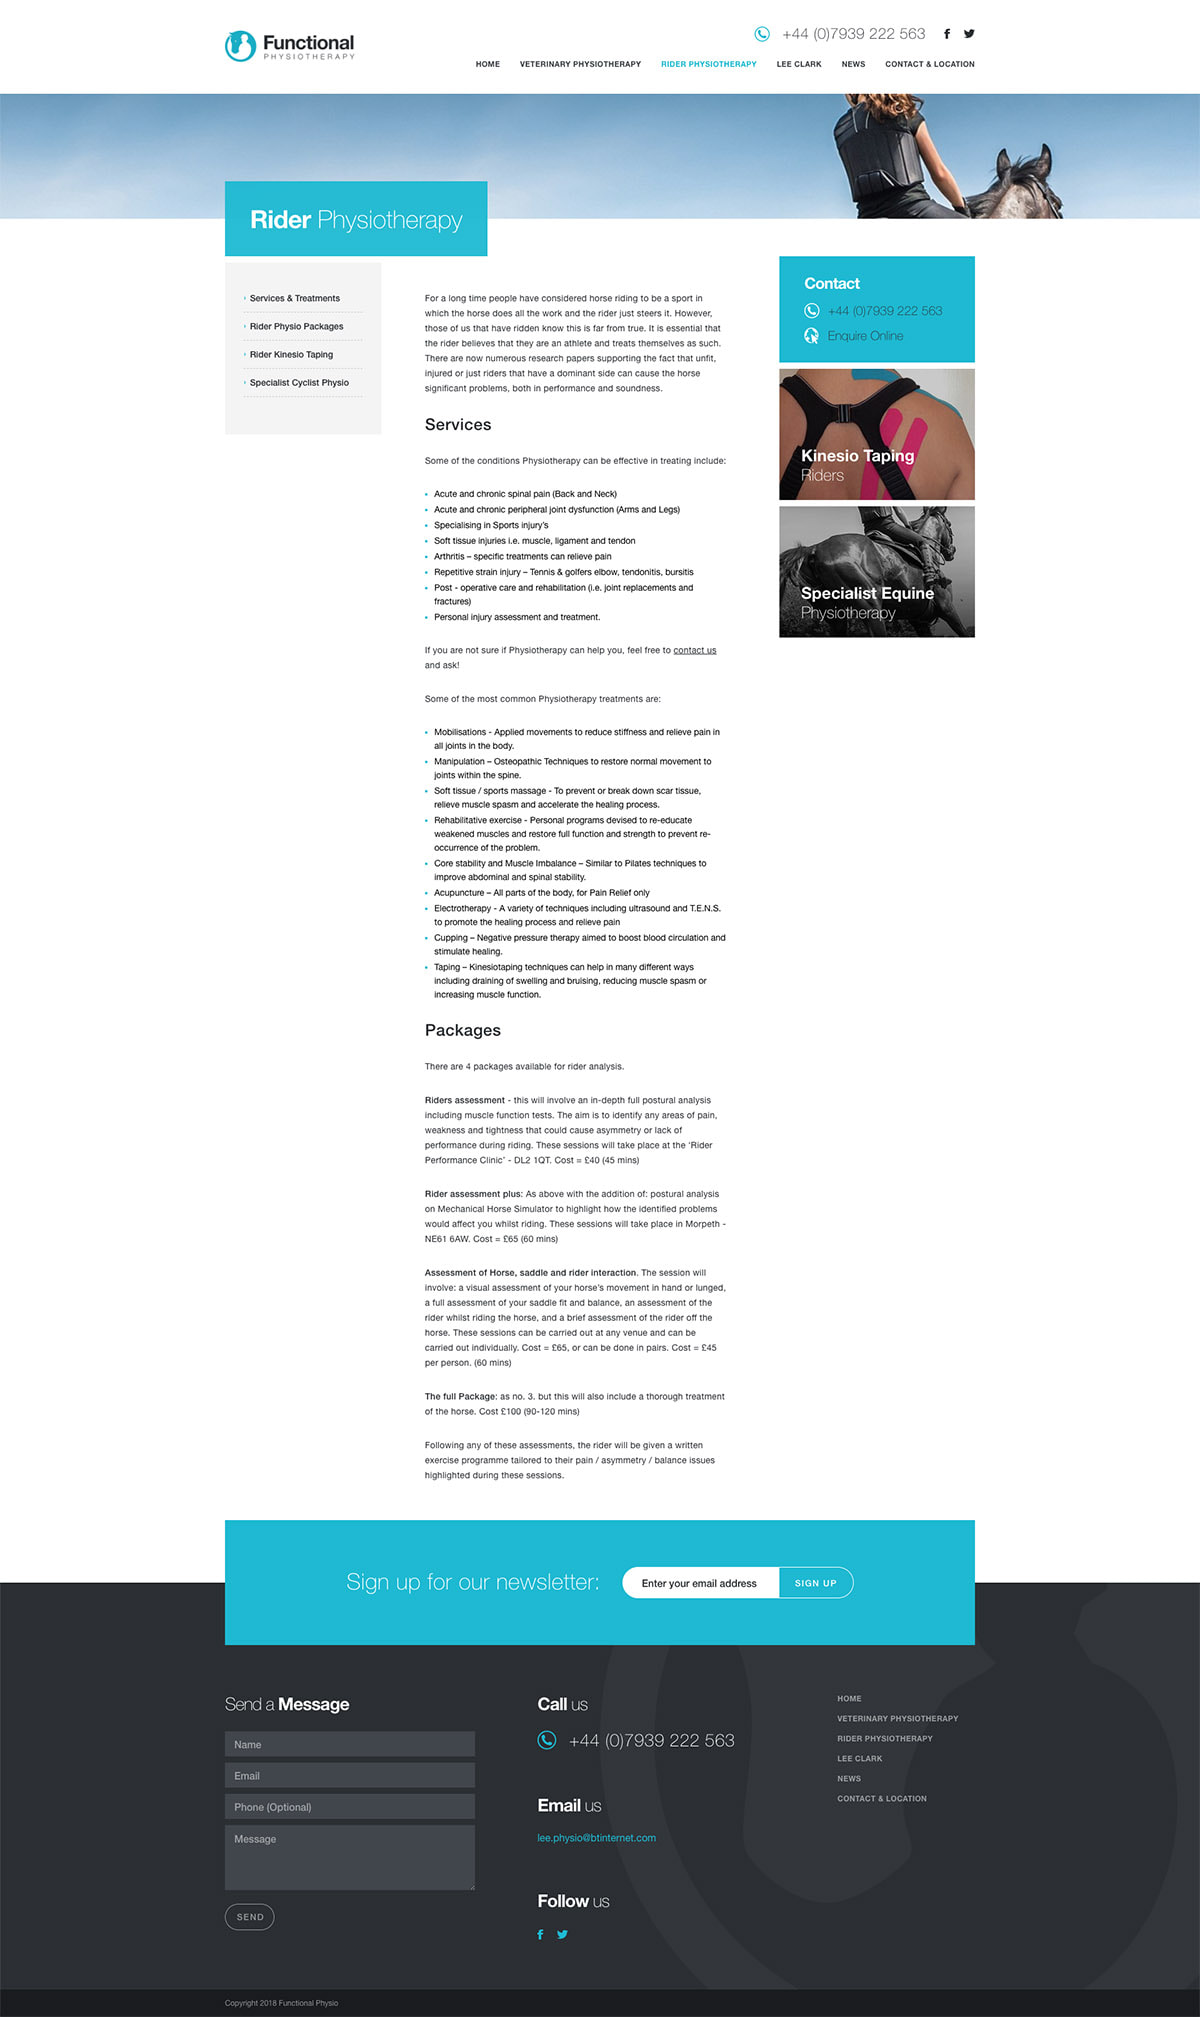 Functional
PHYSIOTHERAPY
+44 (0)7939 222 563
HOME VETERINARY PHYSIOTHERAPY RIDER PHYSIOTHERAPY LEE CLARK NEWS CONTACT & LOCATION
Rider Physiotherapy
Services & Treatments
Rider Physio Packages
Rider Kinesio Taping
Specialist Cyclist Physio
For a long time people have considered horse riding to be a sport in
which the horse does all the work and the rider just steers it. However,
those of us that have ridden know this is far from true. It is essential that
the rider believes that they are an athlete and treats themselves as such.
There are now numerous research papers supporting the fact that unfit,
injured or just riders that have a dominant side can cause the horse
significant problems, both in performance and soundness.
Services
Some of the conditions Physiotherapy can be effective in treating include:
Acute and chronic spinal pain (Back and Neck)
Acute and chronic peripheral joint dysfunction (Arms and Legs)
Specialising in Sports injury's
Soft tissue injuries i.e. muscle, ligament and tendon
Arthritis – specific treatments can relieve pain
Repetitive strain injury – Tennis & golfers elbow, tendonitis, bursitis
Post - operative care and rehabilitation (i.e. joint replacements and
fractures)
Personal injury assessment and treatment.
If you are not sure if Physiotherapy can help you, feel free to contact us
and ask!
Some of the most common Physiotherapy treatments are:
Mobilisations - Applied movements to reduce stiffness and relieve pain in
all joints in the body.
Manipulation – Osteopathic Techniques to restore normal movement to
joints within the spine.
Soft tissue / sports massage - To prevent or break down scar tissue,
relieve muscle spasm and accelerate the healing process.
Rehabilitative exercise - Personal programs devised to re-educate
weakened muscles and restore full function and strength to prevent re-
occurrence of the problem.
Core stability and Muscle Imbalance – Similar to Pilates techniques to
improve abdominal and spinal stability.
Acupuncture – All parts of the body, for Pain Relief only
Electrotherapy - A variety of techniques including ultrasound and T.E.N.S.
to promote the healing process and relieve pain
Cupping – Negative pressure therapy aimed to boost blood circulation and
stimulate healing.
Taping – Kinesiotaping techniques can help in many different ways
including draining of swelling and bruising, reducing muscle spasm or
increasing muscle function.
Packages
There are 4 packages available for rider analysis.
Riders assessment - this will involve an in-depth full postural analysis
including muscle function tests. The aim is to identify any areas of pain,
weakness and tightness that could cause asymmetry or lack of
performance during riding. These sessions will take place at the 'Rider
Performance Clinic' - DL2 1QT. Cost = £40 (45 mins)
Rider assessment plus: As above with the addition of: postural analysis
on Mechanical Horse Simulator to highlight how the identified problems
would affect you whilst riding. These sessions will take place in Morpeth -
NE61 6AW. Cost = £65 (60 mins)
Assessment of Horse, saddle and rider interaction. The session will
involve: a visual assessment of your horse's movement in hand or lunged,
a full assessment of your saddle fit and balance, an assessment of the
rider whilst riding the horse, and a brief assessment of the rider off the
horse. These sessions can be carried out at any venue and can be
carried out individually. Cost = £65, or can be done in pairs. Cost = £45
per person. (60 mins)
The full Package: as no. 3. but this will also include a thorough treatment
of the horse. Cost £100 (90-120 mins)
Following any of these assessments, the rider will be given a written
exercise programme tailored to their pain / asymmetry / balance issues
highlighted during these sessions.
Contact
+44 (0)7939 222 563
Enquire Online
Kinesio Taping
Riders
Specialist Equine
Physiotherapy
Sign up for our newsletter:
Enter your email address
SIGN UP
Send a Message
Name
Email
Phone (Optional)
Message
SEND
Call us
+44 (0)7939 222 563
Email us
lee.physio@btinternet.com
Follow us
HOME
VETERINARY PHYSIOTHERAPY
RIDER PHYSIOTHERAPY
LEE CLARK
NEWS
CONTACT & LOCATION
Copyright 2018 Functional Physio